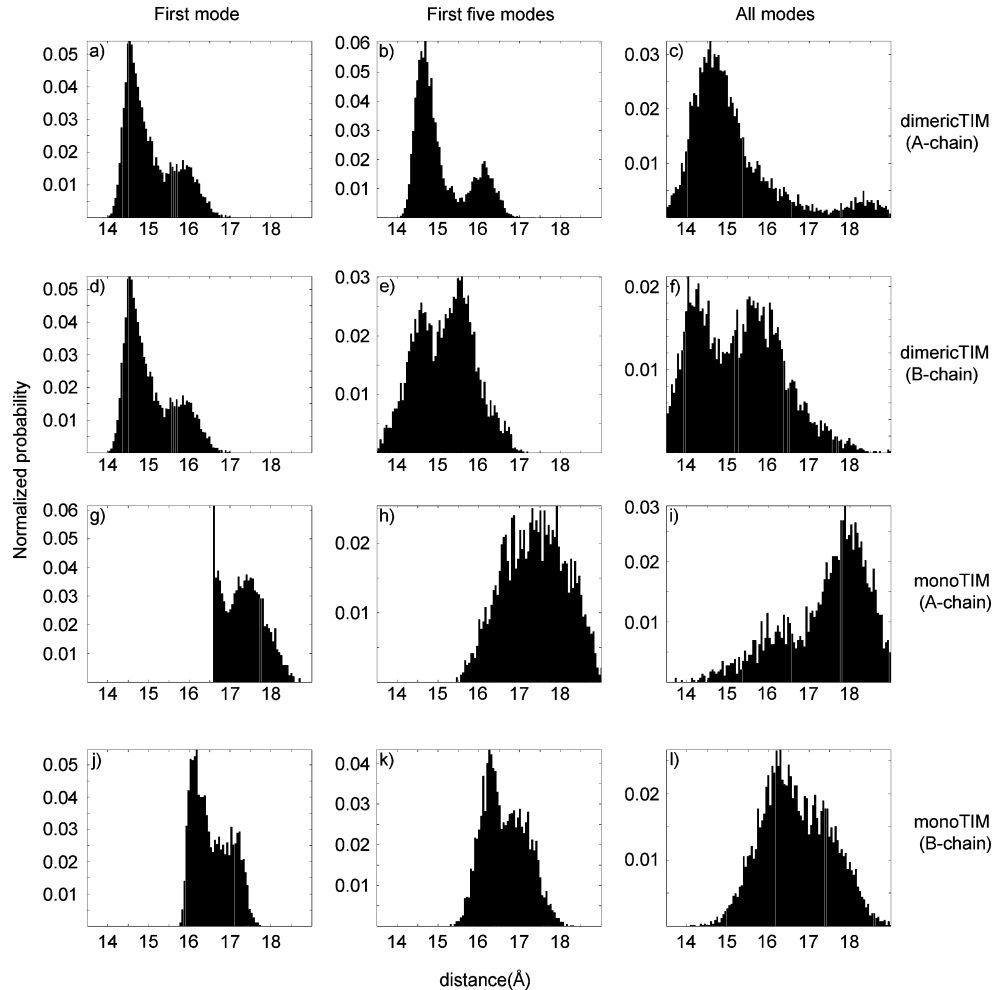 First mode First five modes All modes
a) b) c)
0.05 0.06 0.03
0.04 0.05
0.04 0.02
0.03 0.03
0.02 0.02 0.01
0.01 0.01
dimericTIM
(A-chain)
14 15 16 17 18 14 15 16 17 18 14 15 16 17 18
d) e) f)
0.05 0.03 0.02
0.04
0.03 0.02
0.02 0.01 0.01
0.01
dimericTIM
(B-chain)
14 15 16 17 18 14 15 16 17 18 14 15 16 17 18
Normalized probability
g) h) i)
0.06 0.02 0.03
0.05
0.04 0.02
0.03
0.02 0.01 0.01
0.01
monoTIM
(A-chain)
14 15 16 17 18 14 15 16 17 18 14 15 16 17 18
j) k) l)
0.05 0.04 0.02
0.04 0.03
0.03
0.02 0.02 0.01
0.01 0.01
monoTIM
(B-chain)
14 15 16 17 18 14 15 16 17 18 14 15 16 17 18
distance(Å)